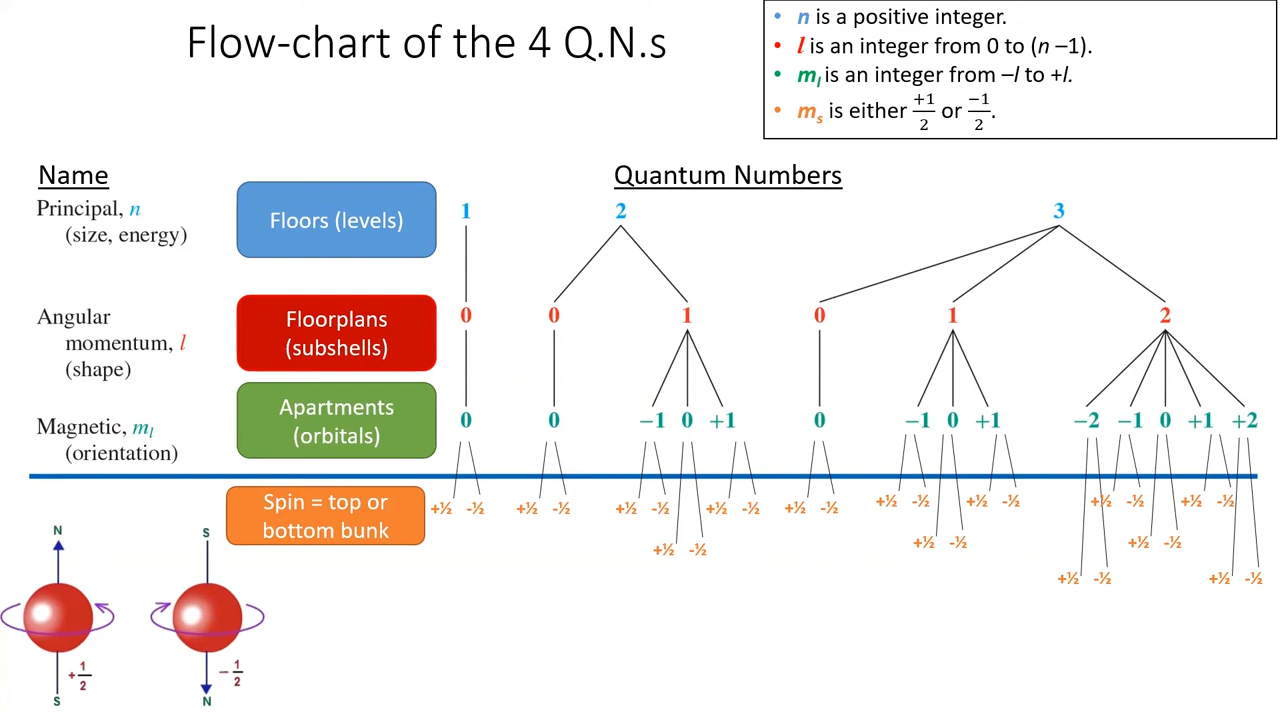 Flow-chart of the 4 Q.N.s
• n is a positive integer.
• l is an integer from 0 to (n –1).
• mₗ is an integer from –l to +l.
• mₛ is either +1/2 or −1/2.
Name
Quantum Numbers
Principal, n
(size, energy)
Floors (levels)
1 2 3
Angular
momentum, l
(shape)
Floorplans
(subshells)
0 0 1 0 1 2
Magnetic, mₗ
(orientation)
Apartments
(orbitals)
0 0 −1 0 +1 0 −1 0 +1 −2 −1 0 +1 +2
Spin = top or
bottom bunk
+½ -½ +½ -½ +½ -½ +½ -½ +½ -½ +½ -½ +½ -½ +½ -½ +½ -½
+½ -½ +½ -½ +½ -½
+½ -½ +½ -½
N S
+1/2 −1/2
S N